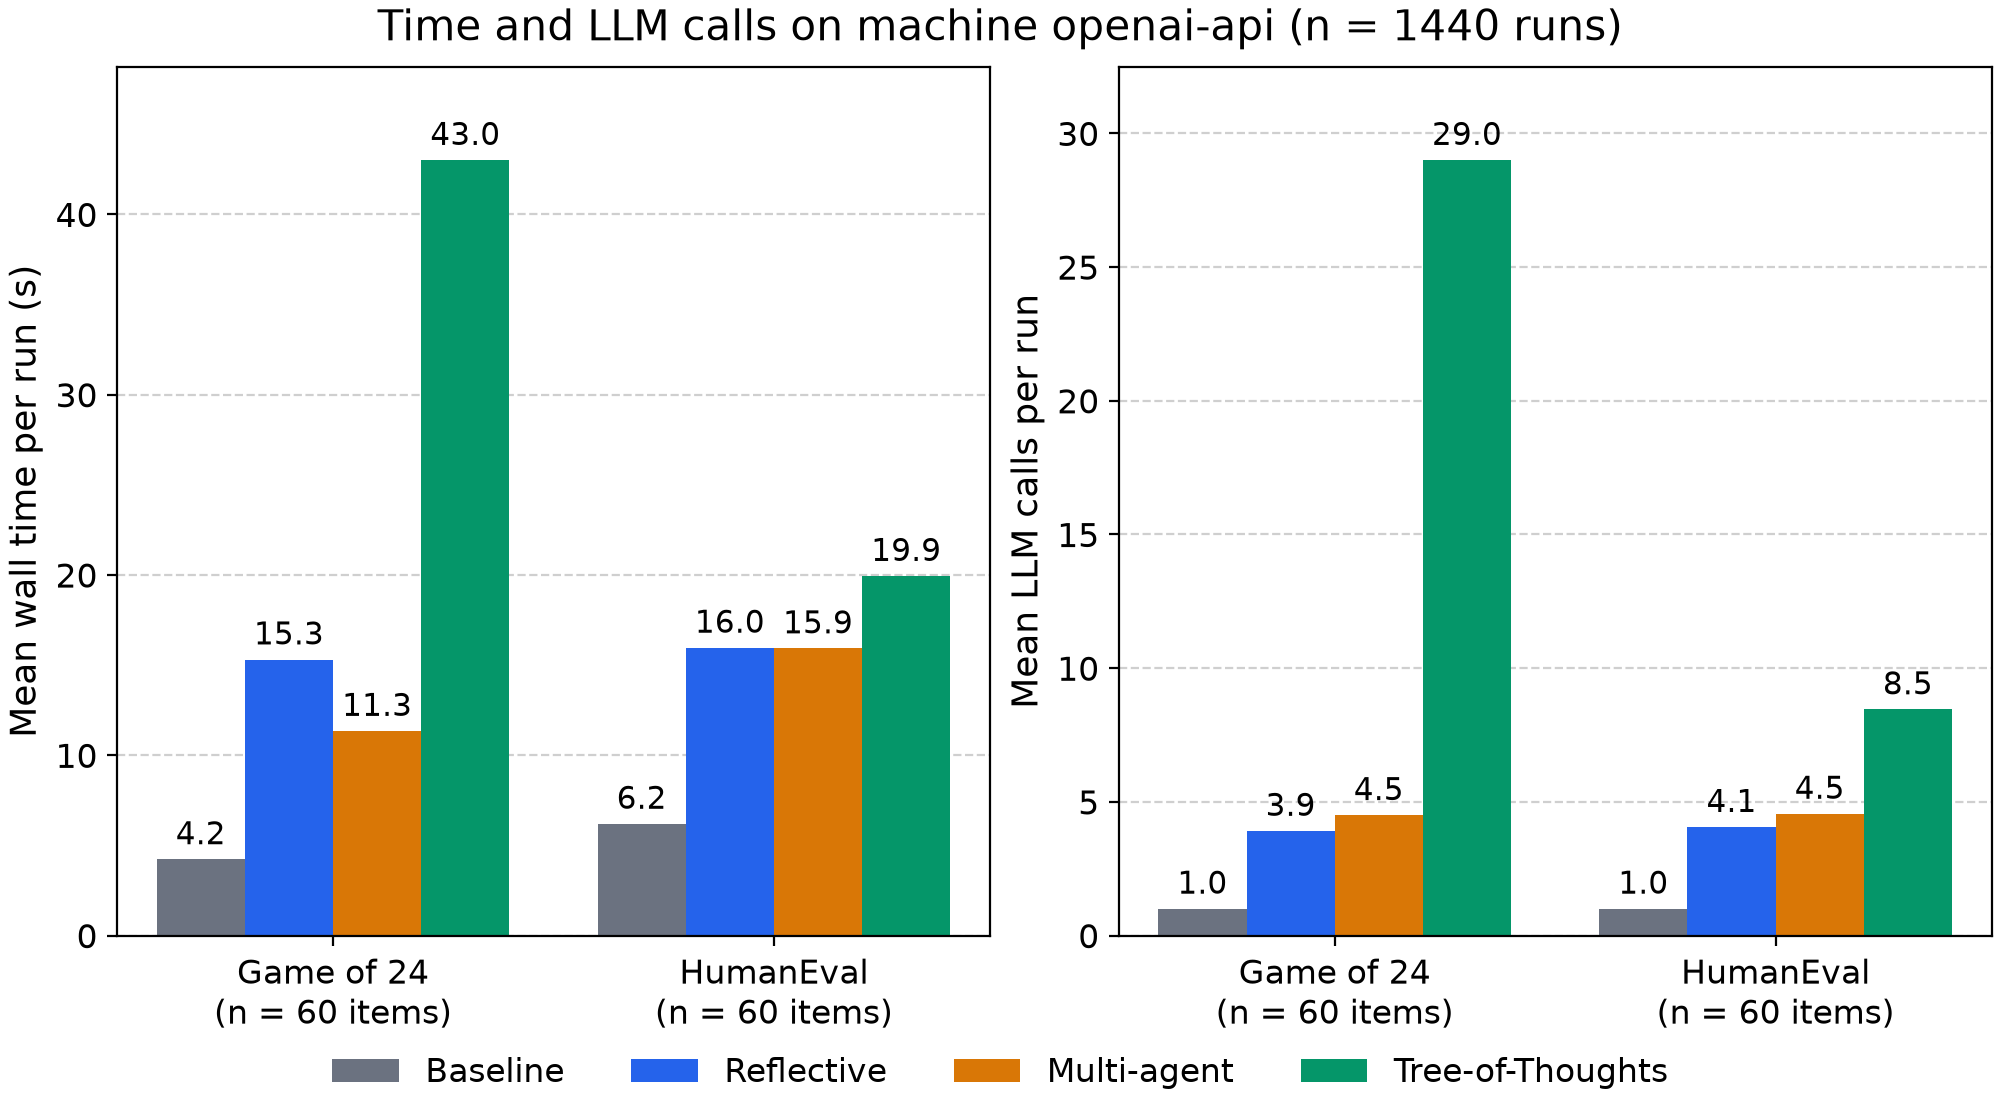 Time and LLM calls on machine openai-api (n = 1440 runs)
Mean wall time per run (s)
40
30
20
10
0
43.0
15.3
11.3
4.2
19.9
16.0
15.9
6.2
Game of 24
(n = 60 items)
HumanEval
(n = 60 items)
Mean LLM calls per run
30
25
20
15
10
5
0
29.0
3.9
4.5
1.0
8.5
4.1
4.5
1.0
Game of 24
(n = 60 items)
HumanEval
(n = 60 items)
Baseline
Reflective
Multi-agent
Tree-of-Thoughts